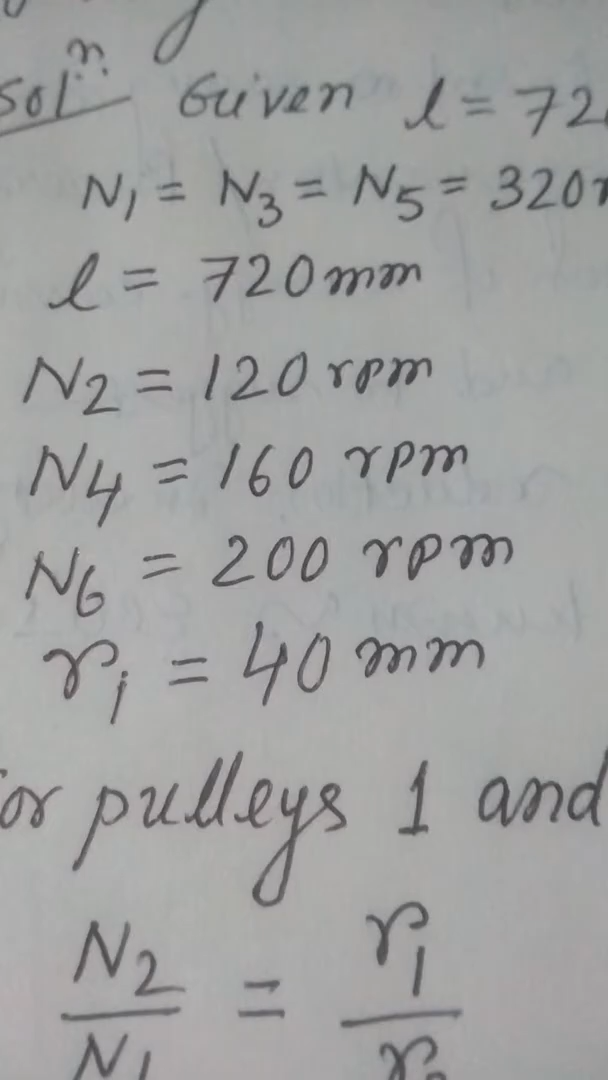 Solⁿ. Given l = 72
N₁ = N₃ = N₅ = 320
l = 720 mm
N₂ = 120 rpm
N₄ = 160 rpm
N₆ = 200 rpm
r₁ = 40 mm
or pulleys 1 and
N₂/N₁ = r₁/r